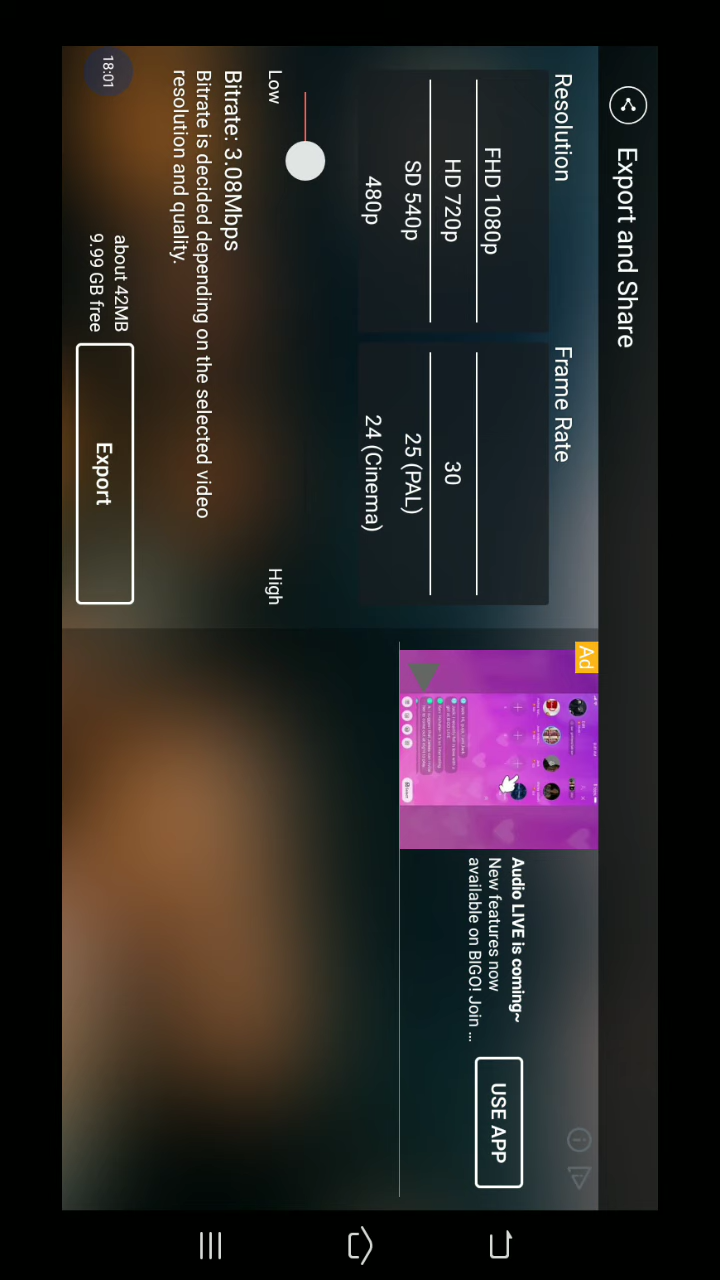 Export and Share
Resolution
FHD 1080p
HD 720p
SD 540p
480p
Frame Rate
30
25 (PAL)
24 (Cinema)
Low
High
Bitrate: 3.08Mbps
Bitrate is decided depending on the selected video
resolution and quality.
18:01
about 42MB
9.99 GB free
Export
Ad
Audio LIVE is coming~
New features now
available on BIGO! Join ...
USE APP